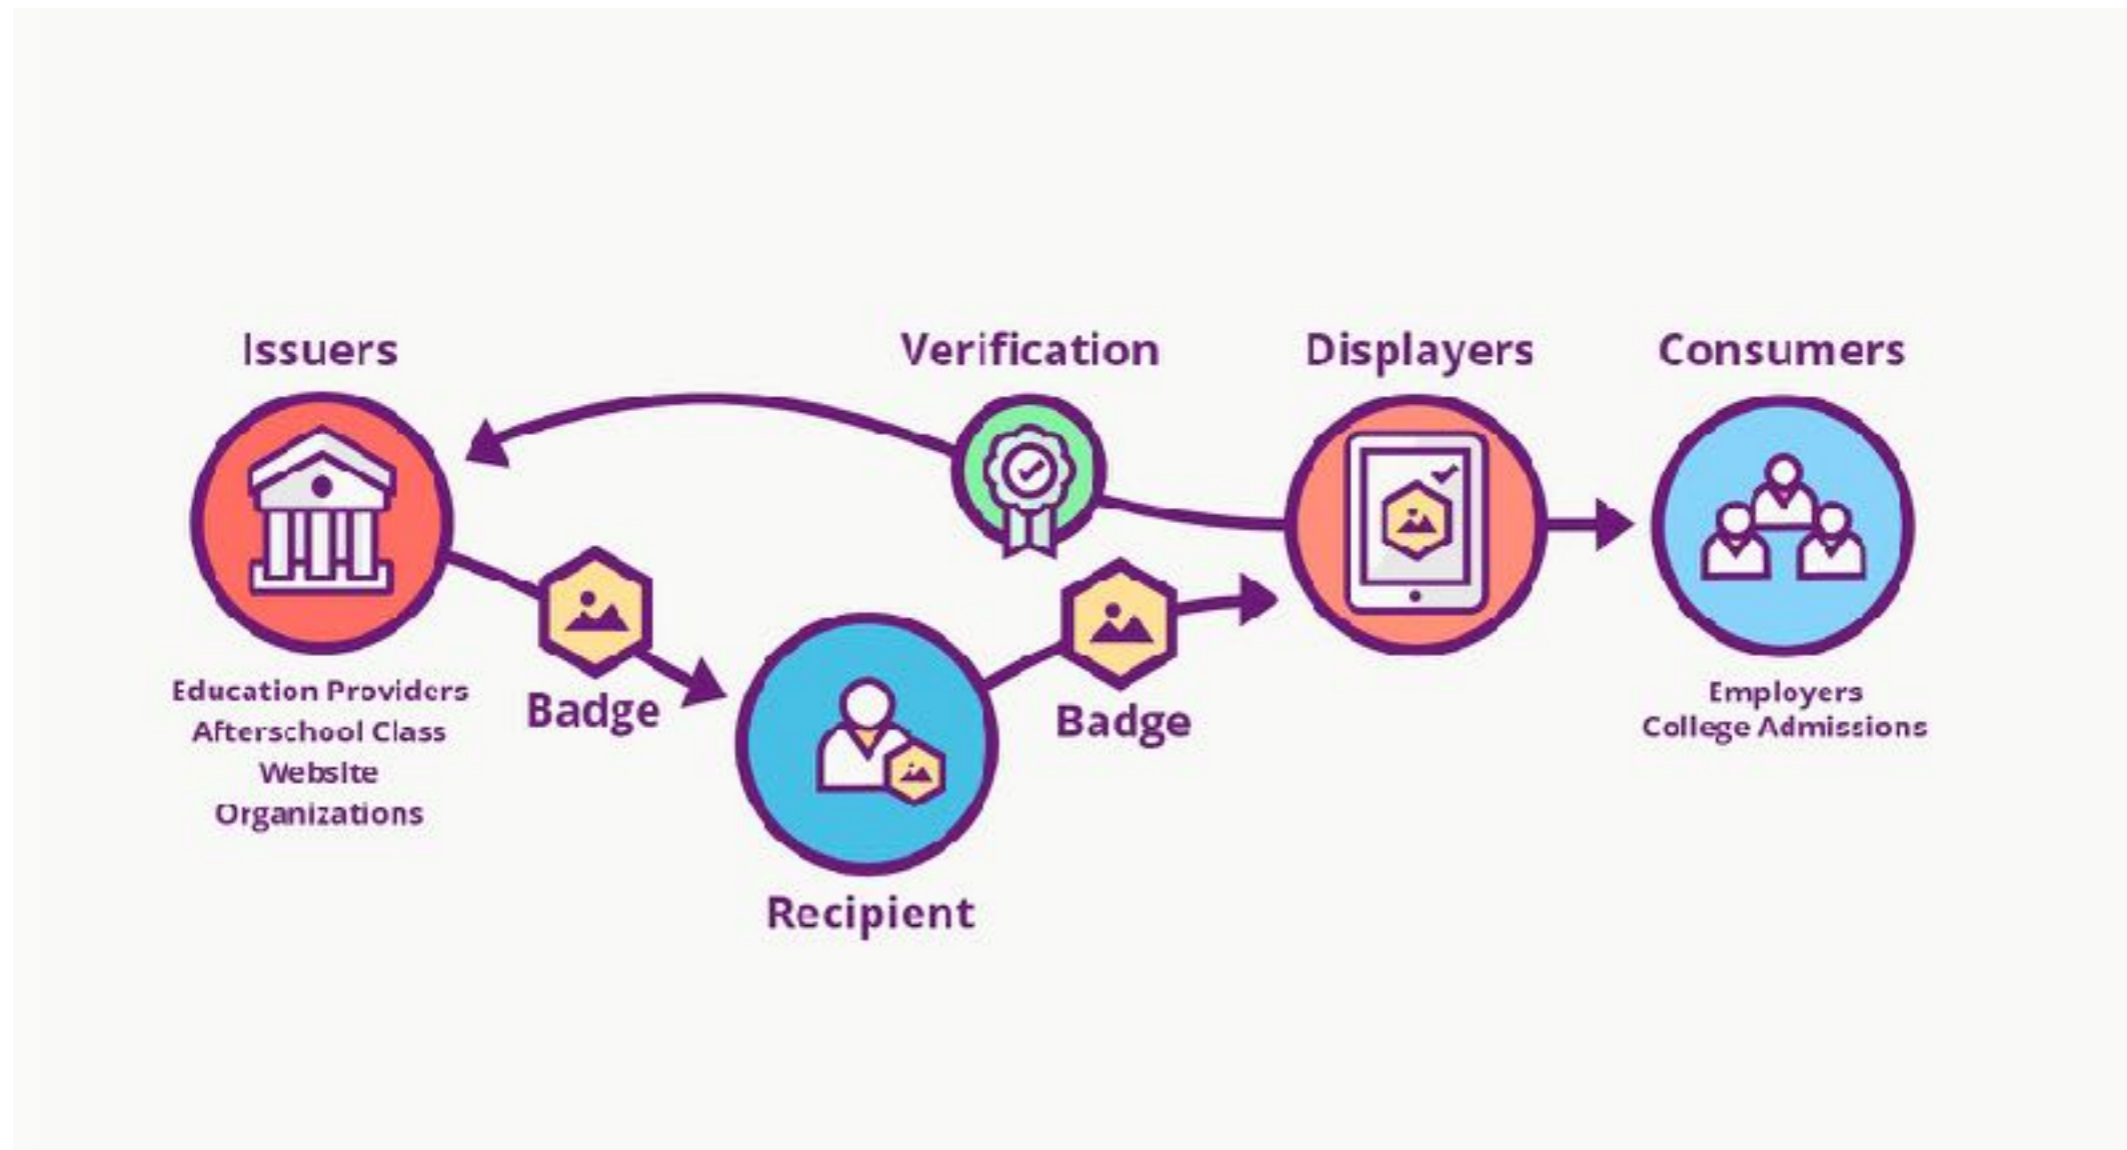 Issuers
Verification
Displayers
Consumers
Education Providers
Afterschool Class
Website
Organizations
Badge
Badge
Employers
College Admissions
Recipient